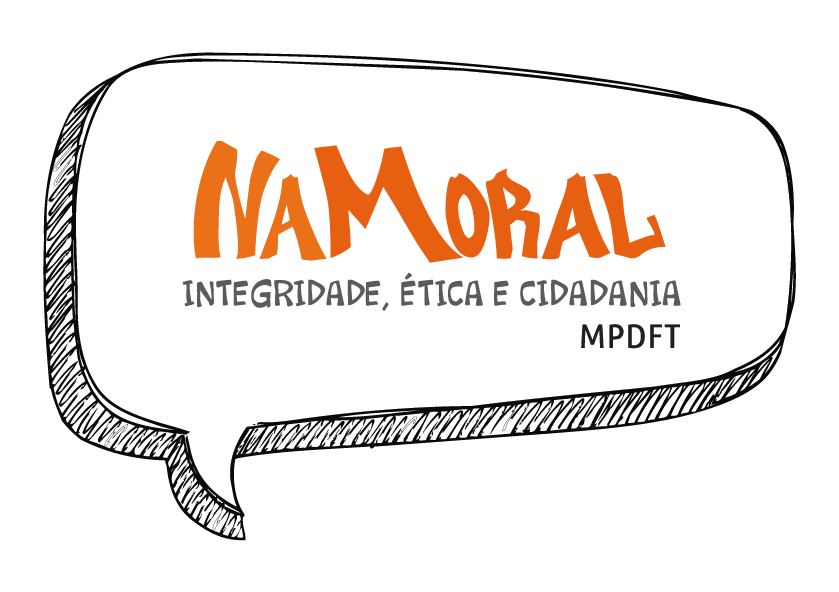 NAMORAL
INTEGRIDADE, ÉTICA E CIDADANIA
MPDFT